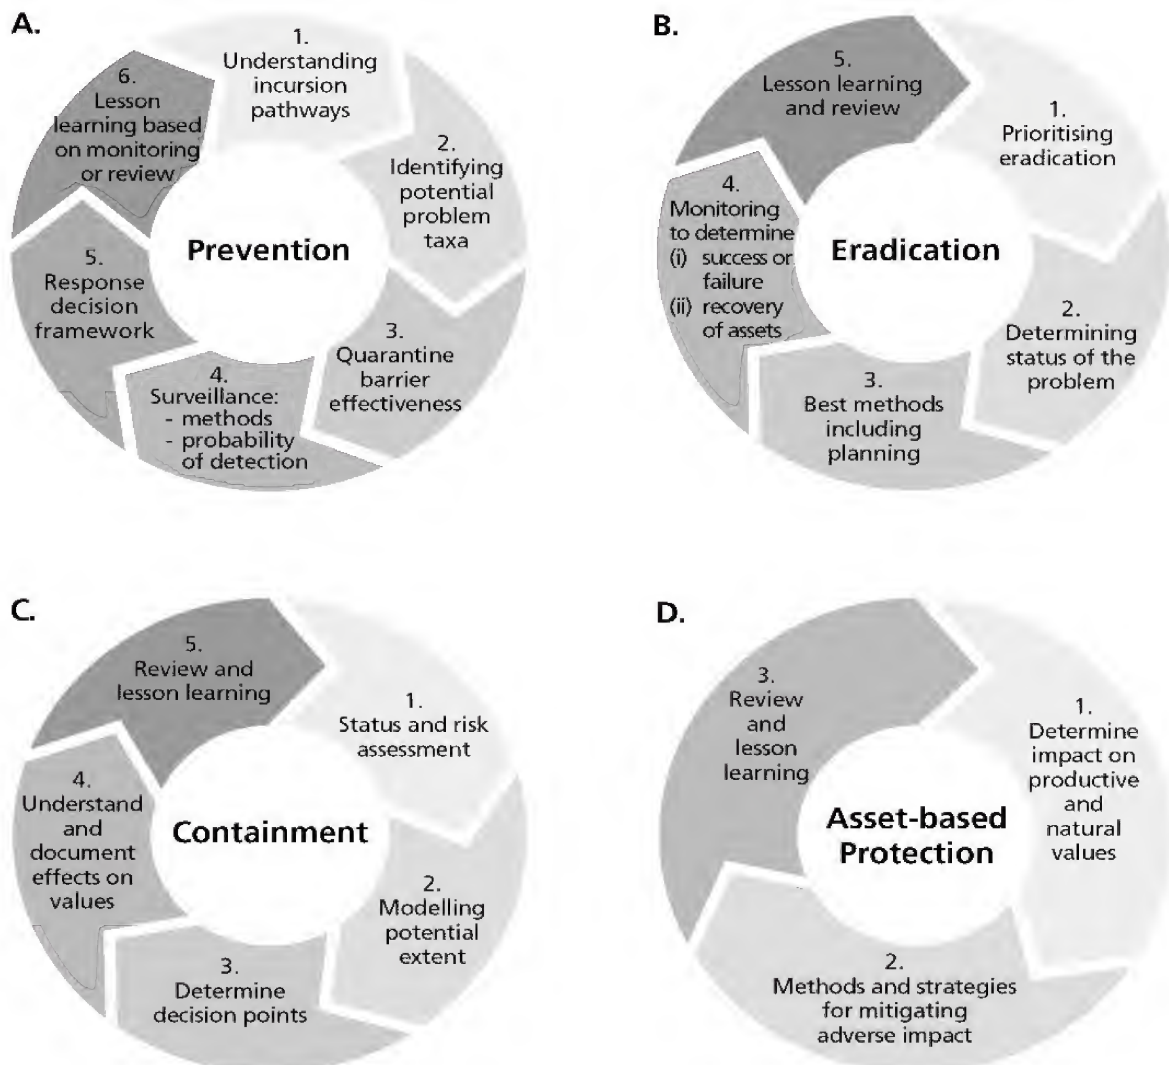 A.
1.
Understanding
incursion
pathways
2.
Identifying
potential
problem
taxa
3.
Quarantine
barrier
effectiveness
4.
Surveillance:
- methods
- probability
of detection
5.
Response
decision
framework
6.
Lesson
learning based
on monitoring
or review
Prevention
B.
1.
Prioritising
eradication
2.
Determining
status of the
problem
3.
Best methods
including
planning
4.
Monitoring
to determine
(i) success or
failure
(ii) recovery
of assets
5.
Lesson learning
and review
Eradication
C.
1.
Status and risk
assessment
2.
Modelling
potential
extent
3.
Determine
decision points
4.
Understand
and
document
effects on
values
5.
Review and
lesson learning
Containment
D.
1.
Determine
impact on
productive
and
natural
values
2.
Methods and strategies
for mitigating
adverse impact
3.
Review
and
lesson
learning
Asset-based
Protection